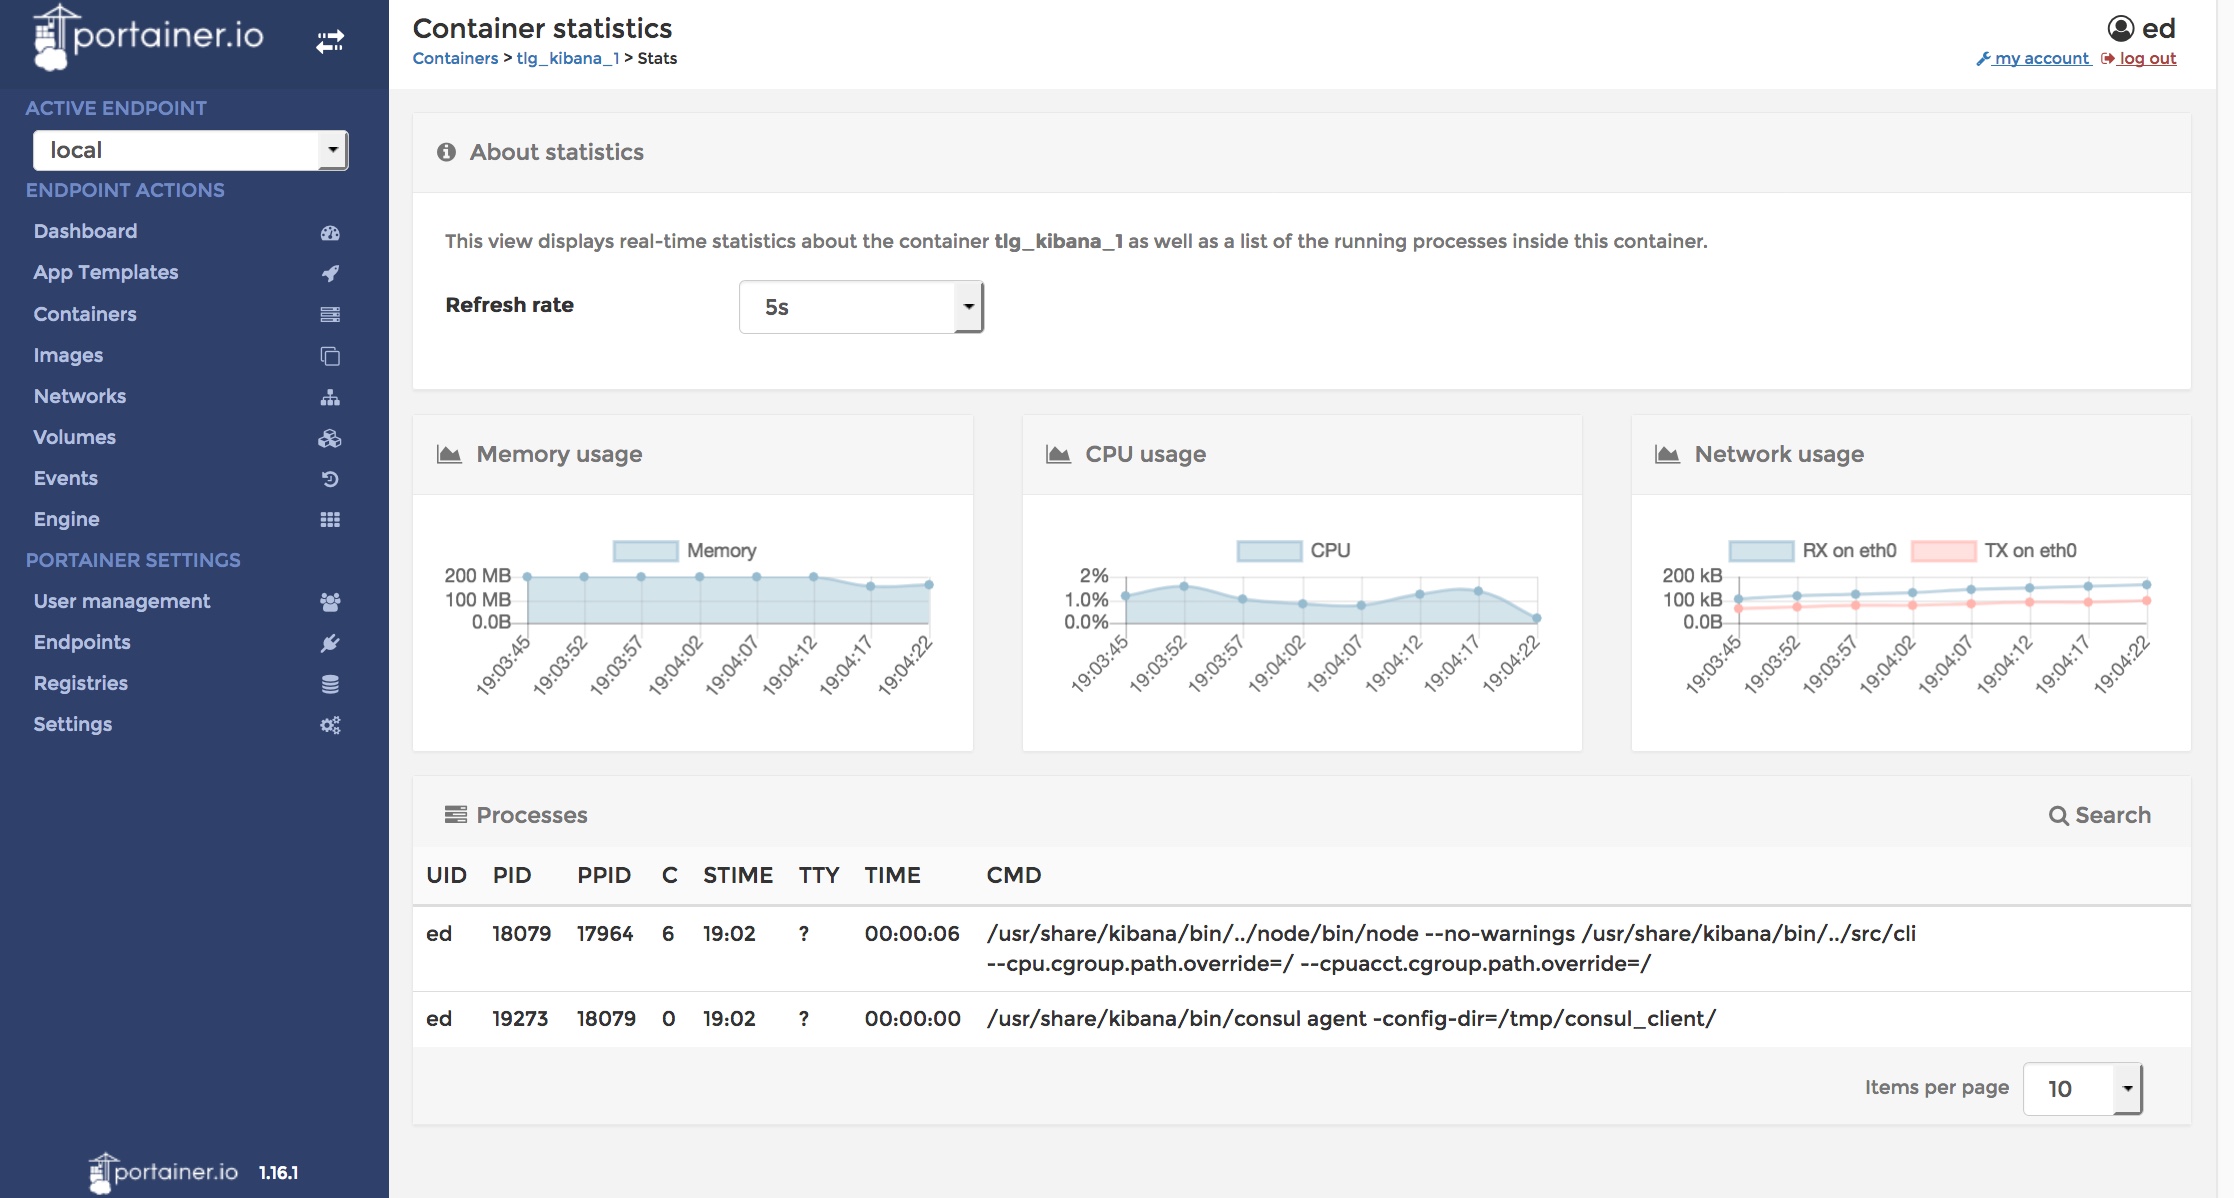 portainer.io
ACTIVE ENDPOINT
local
ENDPOINT ACTIONS
Dashboard
App Templates
Containers
Images
Networks
Volumes
Events
Engine
PORTAINER SETTINGS
User management
Endpoints
Registries
Settings
portainer.io 1.16.1
Container statistics
Containers > tlg_kibana_1 > Stats
ed
my account log out
About statistics
This view displays real-time statistics about the container tlg_kibana_1 as well as a list of the running processes inside this container.
Refresh rate 5s
Memory usage
Memory
200 MB
100 MB
0.0B
19:03:45 19:03:52 19:03:57 19:04:02 19:04:07 19:04:12 19:04:17 19:04:22
CPU usage
CPU
2%
1.0%
0.0%
19:03:45 19:03:52 19:03:57 19:04:02 19:04:07 19:04:12 19:04:17 19:04:22
Network usage
RX on eth0 TX on eth0
200 kB
100 kB
0.0B
19:03:45 19:03:52 19:03:57 19:04:02 19:04:07 19:04:12 19:04:17 19:04:22
Processes Search
UID PID PPID C STIME TTY TIME CMD
ed 18079 17964 6 19:02 ? 00:00:06 /usr/share/kibana/bin/../node/bin/node --no-warnings /usr/share/kibana/bin/../src/cli
--cpu.cgroup.path.override=/ --cpuacct.cgroup.path.override=/
ed 19273 18079 0 19:02 ? 00:00:00 /usr/share/kibana/bin/consul agent -config-dir=/tmp/consul_client/
Items per page 10